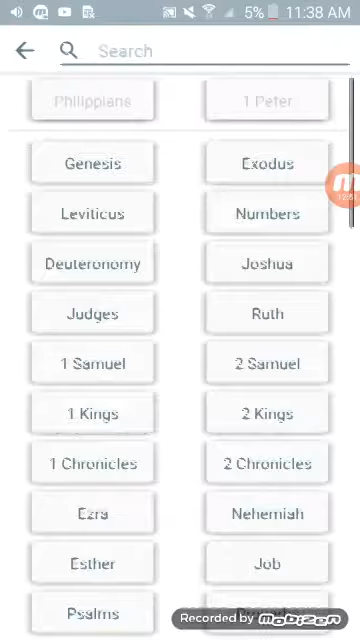 5% 11:38 AM
Search
Philippians 1 Peter
Genesis Exodus
Leviticus Numbers
Deuteronomy Joshua
Judges Ruth
1 Samuel 2 Samuel
1 Kings 2 Kings
1 Chronicles 2 Chronicles
Ezra Nehemiah
Esther Job
Psalms
Recorded by MOBIZEN